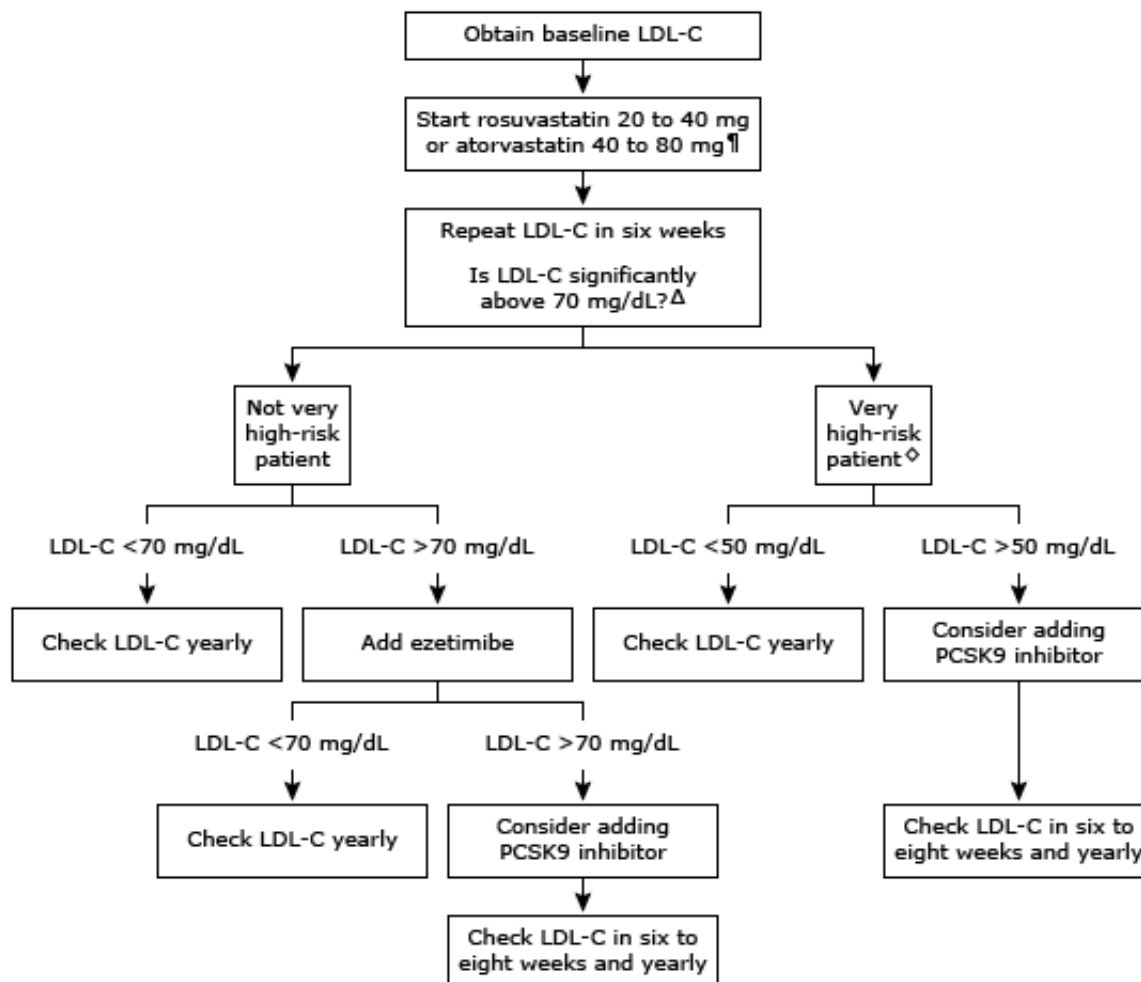 Obtain baseline LDL-C
Start rosuvastatin 20 to 40 mg
or atorvastatin 40 to 80 mg¶
Repeat LDL-C in six weeks
Is LDL-C significantly
above 70 mg/dL?Δ
Not very
high-risk
patient
Very
high-risk
patient◇
LDL-C <70 mg/dL
LDL-C >70 mg/dL
LDL-C <50 mg/dL
LDL-C >50 mg/dL
Check LDL-C yearly
Add ezetimibe
Check LDL-C yearly
Consider adding
PCSK9 inhibitor
LDL-C <70 mg/dL
LDL-C >70 mg/dL
Check LDL-C yearly
Consider adding
PCSK9 inhibitor
Check LDL-C in six to
eight weeks and yearly
Check LDL-C in six to
eight weeks and yearly